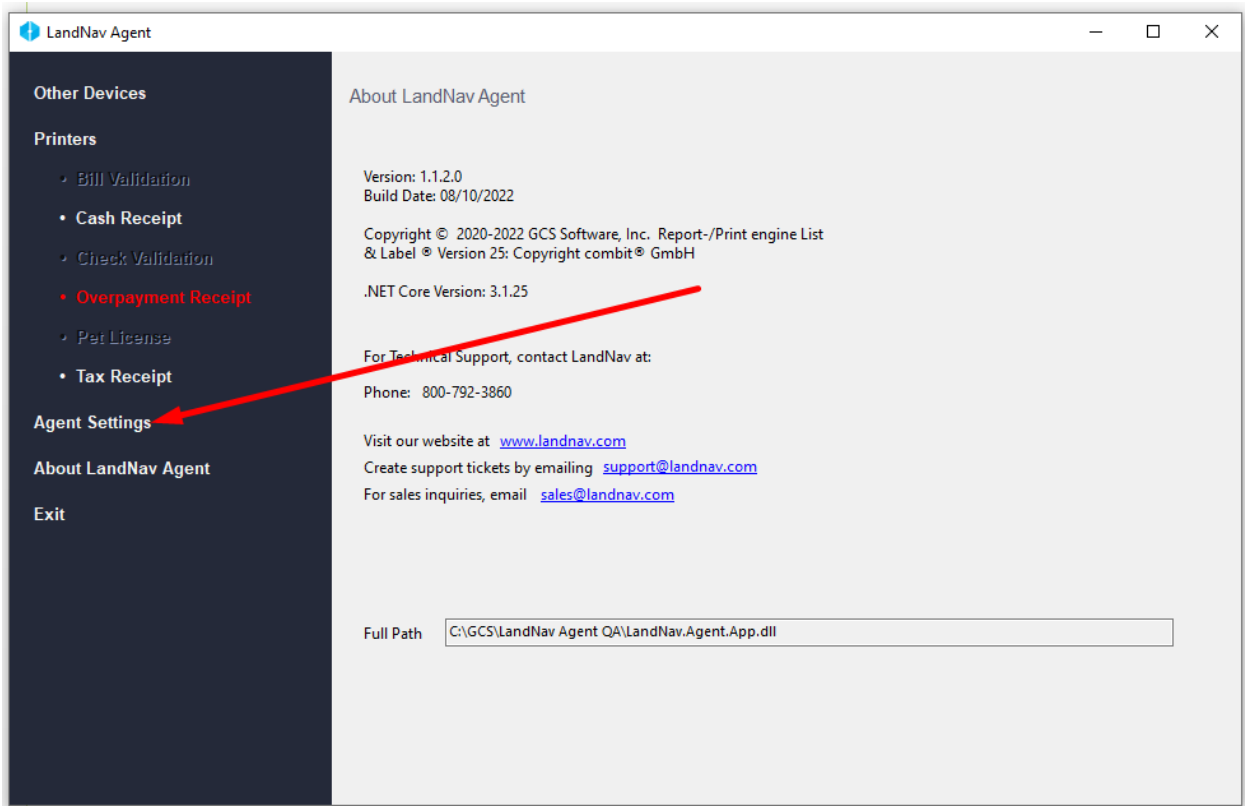 LandNav Agent
Other Devices
Printers
• Bill Validation
• Cash Receipt
• Check Validation
• Overpayment Receipt
• Pet License
• Tax Receipt
Agent Settings
About LandNav Agent
Exit
About LandNav Agent
Version: 1.1.2.0
Build Date: 08/10/2022
Copyright © 2020-2022 GCS Software, Inc. Report-/Print engine List
& Label ® Version 25: Copyright combit® GmbH
.NET Core Version: 3.1.25
For Technical Support, contact LandNav at:
Phone: 800-792-3860
Visit our website at www.landnav.com
Create support tickets by emailing support@landnav.com
For sales inquiries, email sales@landnav.com
Full Path C:\GCS\LandNav Agent QA\LandNav.Agent.App.dll